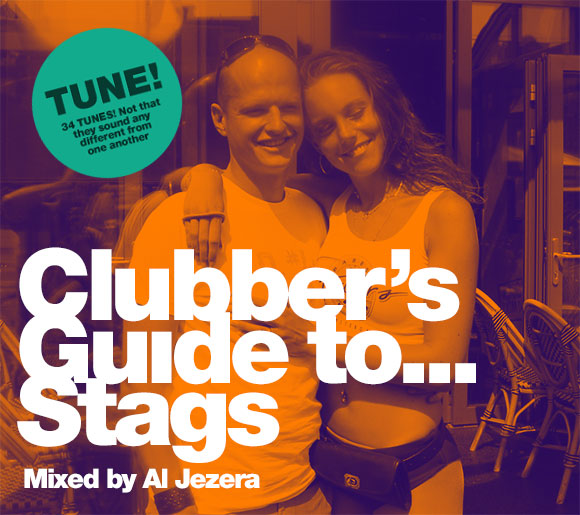 TUNE!
34 TUNES! Not that
they sound any
different from
one another
Clubber's
Guide to...
Stags
Mixed by Al Jezera